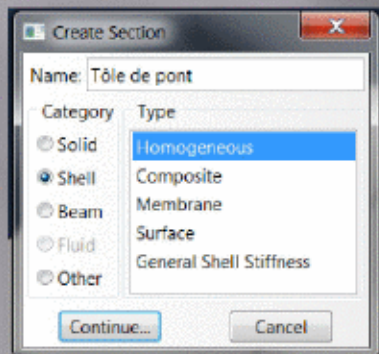 Create Section
Name: Tôle de pont
Category
Solid
Shell
Beam
Fluid
Other
Type
Homogeneous
Composite
Membrane
Surface
General Shell Stiffness
Continue...
Cancel